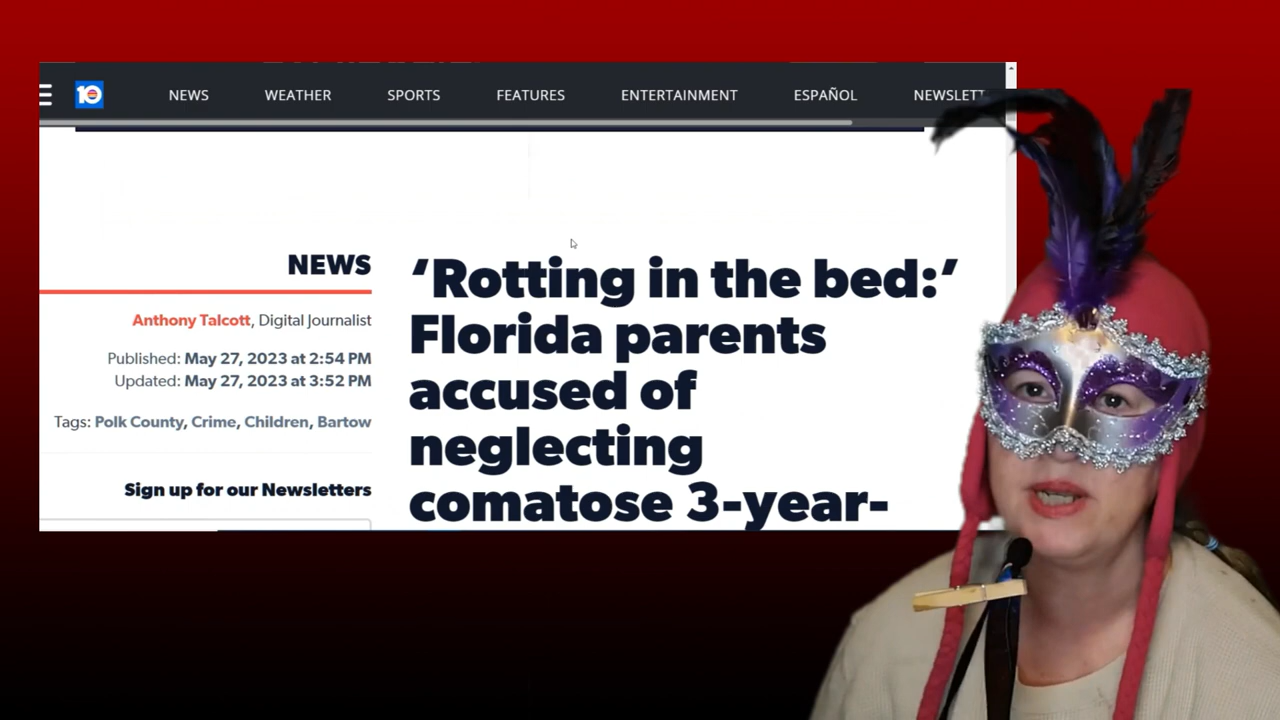 10 NEWS WEATHER SPORTS FEATURES ENTERTAINMENT ESPAÑOL NEWSLETT
NEWS
Anthony Talcott, Digital Journalist
Published: May 27, 2023 at 2:54 PM
Updated: May 27, 2023 at 3:52 PM
Tags: Polk County, Crime, Children, Bartow
Sign up for our Newsletters
‘Rotting in the bed:’
Florida parents
accused of
neglecting
comatose 3-year-